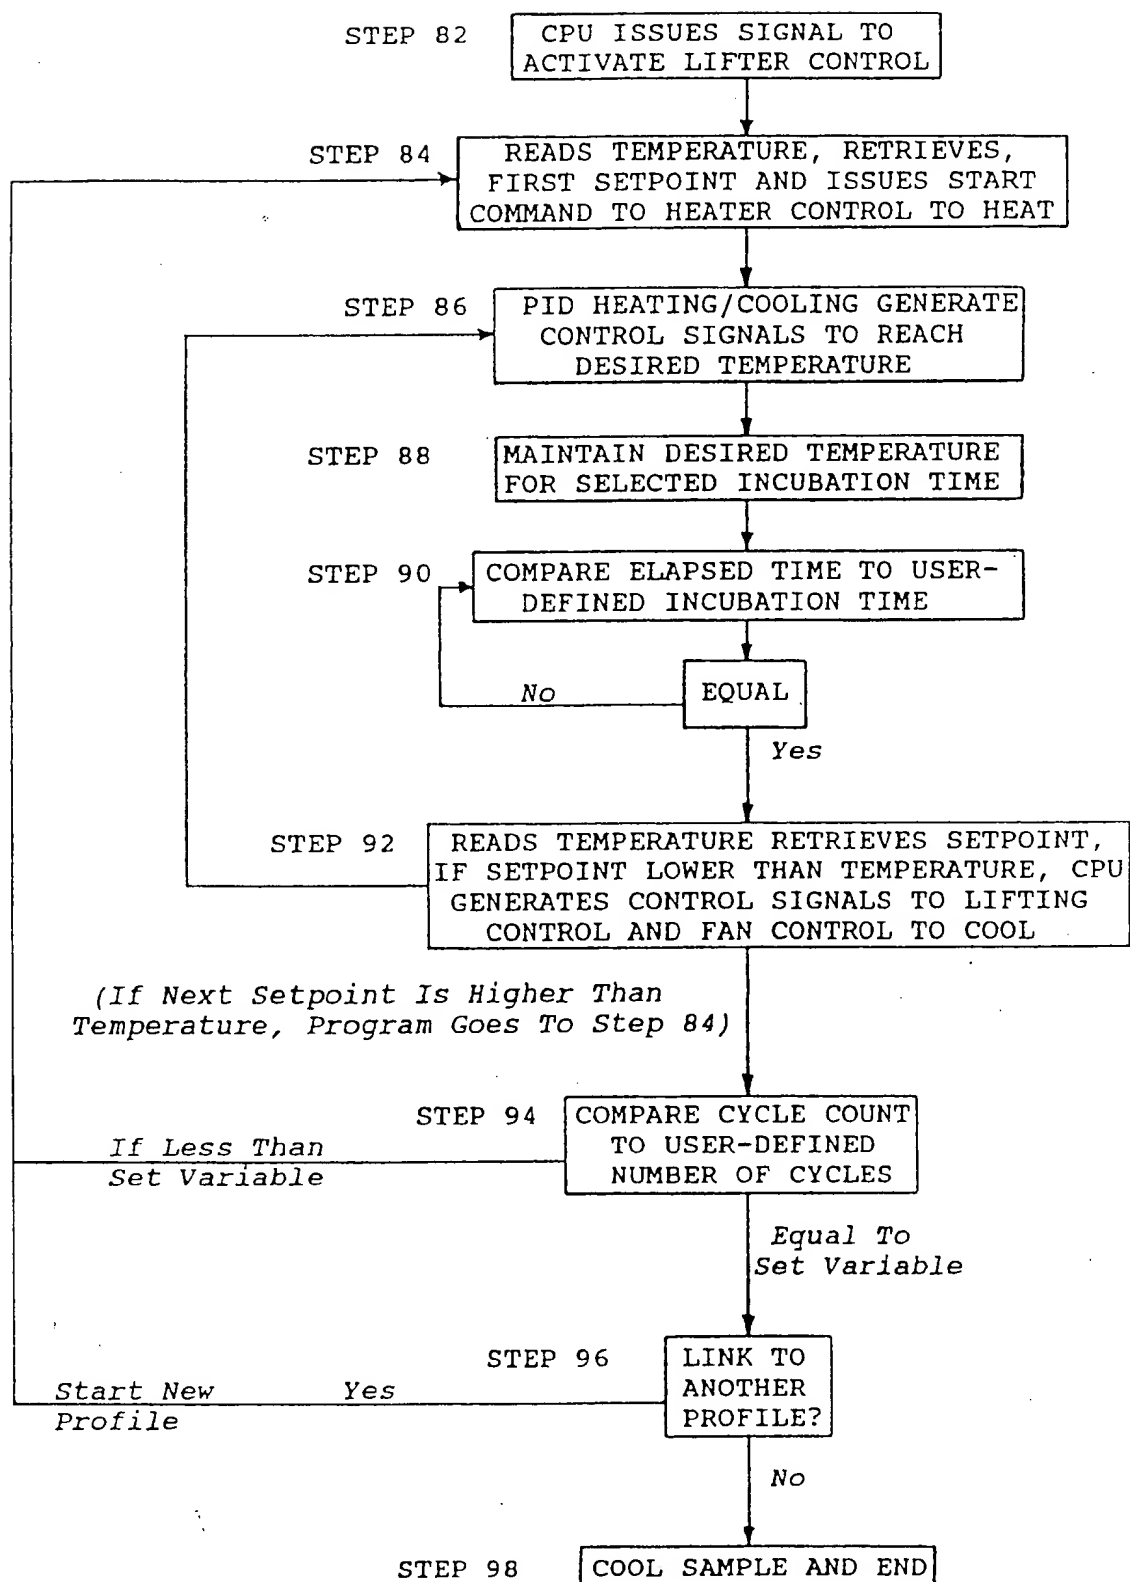 STEP 82
CPU ISSUES SIGNAL TO
ACTIVATE LIFTER CONTROL
STEP 84
READS TEMPERATURE, RETRIEVES,
FIRST SETPOINT AND ISSUES START
COMMAND TO HEATER CONTROL TO HEAT
STEP 86
PID HEATING/COOLING GENERATE
CONTROL SIGNALS TO REACH
DESIRED TEMPERATURE
STEP 88
MAINTAIN DESIRED TEMPERATURE
FOR SELECTED INCUBATION TIME
STEP 90
COMPARE ELAPSED TIME TO USER-
DEFINED INCUBATION TIME
No
EQUAL
Yes
STEP 92
READS TEMPERATURE RETRIEVES SETPOINT,
IF SETPOINT LOWER THAN TEMPERATURE, CPU
GENERATES CONTROL SIGNALS TO LIFTING
CONTROL AND FAN CONTROL TO COOL
(If Next Setpoint Is Higher Than
Temperature, Program Goes To Step 84)
STEP 94
COMPARE CYCLE COUNT
TO USER-DEFINED
NUMBER OF CYCLES
If Less Than
Set Variable
Equal To
Set Variable
STEP 96
LINK TO
ANOTHER
PROFILE?
Start New
Profile
Yes
No
STEP 98
COOL SAMPLE AND END